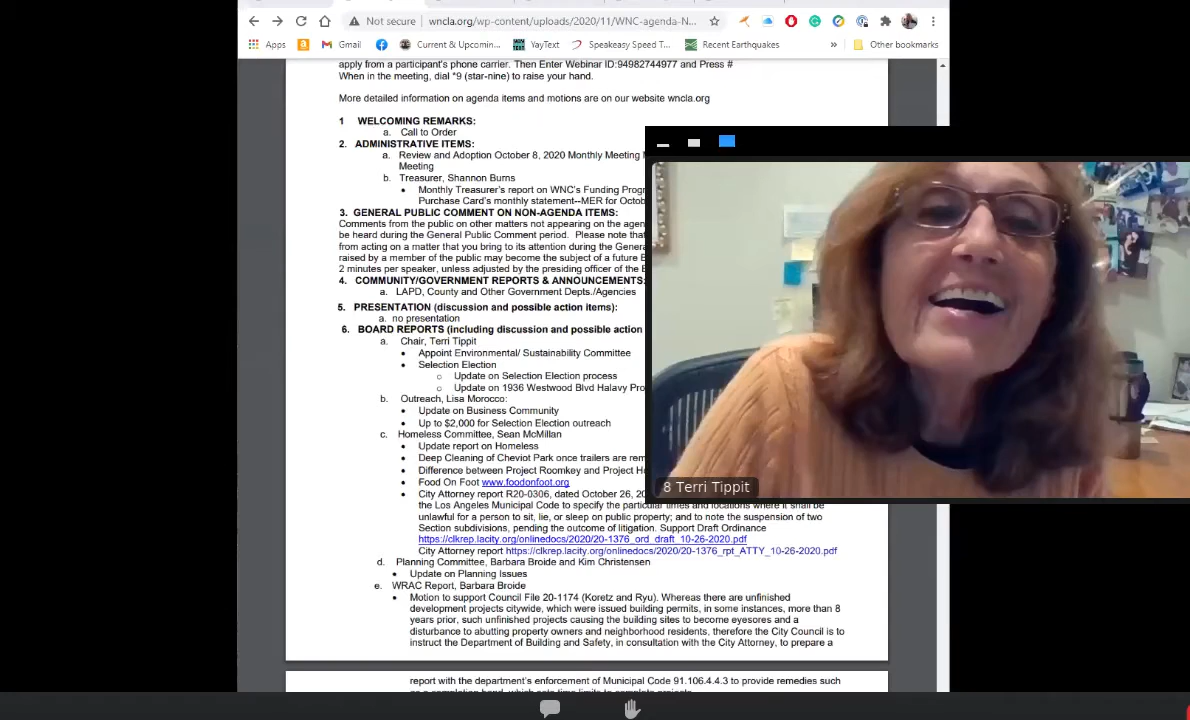 Not secure wncla.org/wp-content/uploads/2020/11/WNC-agenda-N...
Apps Gmail Current & Upcomin... YayText Speakeasy Speed T... Recent Earthquakes » Other bookmarks
apply from a participant's phone carrier. Then Enter Webinar ID:94982744977 and Press #
When in the meeting, dial *9 (star-nine) to raise your hand.
More detailed information on agenda items and motions are on our website wncla.org
1 WELCOMING REMARKS:
a. Call to Order
2. ADMINISTRATIVE ITEMS:
a. Review and Adoption October 8, 2020 Monthly Meeting
Meeting
b. Treasurer, Shannon Burns
• Monthly Treasurer's report on WNC's Funding
Purchase Card's monthly statement--MER for
3. GENERAL PUBLIC COMMENT ON NON-AGENDA ITEMS:
Comments from the public on other matters not appearing on the
be heard during the General Public Comment period. Please note
from acting on a matter that you bring to its attention during the
raised by a member of the public may become the subject of a future
2 minutes per speaker, unless adjusted by the presiding officer of the
4. COMMUNITY/GOVERNMENT REPORTS & ANNOUNCEMENTS:
a. LAPD, County and Other Government Depts./Agencies
5. PRESENTATION (discussion and possible action items):
a. no presentation
6. BOARD REPORTS (including discussion and possible action
a. Chair, Terri Tippit
• Appoint Environmental/ Sustainability Committee
• Selection Election
o Update on Selection Election process
o Update on 1936 Westwood Blvd Halavy
b. Outreach, Lisa Morocco:
• Update on Business Community
• Up to $2,000 for Selection Election outreach
c. Homeless Committee, Sean McMillan
• Update report on Homeless
• Deep Cleaning of Cheviot Park once trailers are
• Difference between Project Roomkey and Project
• Food On Foot www.foodonfoot.org
• City Attorney report R20-0306, dated October 26,
the Los Angeles Municipal Code to specify the particular times and locations where it shall be
unlawful for a person to sit, lie, or sleep on public property; and to note the suspension of two
Section subdivisions, pending the outcome of litigation. Support Draft Ordinance
https://clkrep.lacity.org/onlinedocs/2020/20-1376_ord_draft_10-26-2020.pdf
City Attorney report https://clkrep.lacity.org/onlinedocs/2020/20-1376_rpt_ATTY_10-26-2020.pdf
d. Planning Committee, Barbara Broide and Kim Christensen
• Update on Planning Issues
e. WRAC Report, Barbara Broide
• Motion to support Council File 20-1174 (Koretz and Ryu). Whereas there are unfinished
development projects citywide, which were issued building permits, in some instances, more than 8
years prior, such unfinished projects causing the building sites to become eyesores and a
disturbance to abutting property owners and neighborhood residents, therefore the City Council is to
instruct the Department of Building and Safety, in consultation with the City Attorney, to prepare a
report with the department's enforcement of Municipal Code 91.106.4.4.3 to provide remedies such
8 Terri Tippit